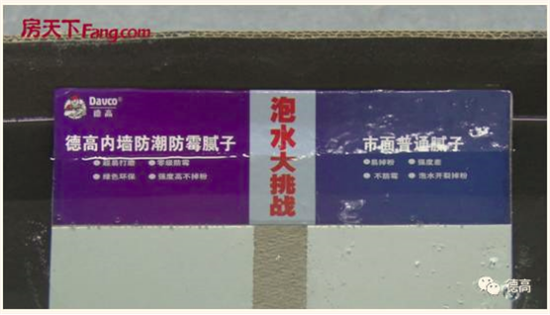 房天下Fang.com
Davco®
德高
德高内墙防潮防霉腻子
●超易打磨 ●零级防霉
●绿色环保 ●强度高不掉粉
泡水大挑战
市面普通腻子
●易掉粉 ●强度差
●不防霉 ●泡水开裂掉粉
德高